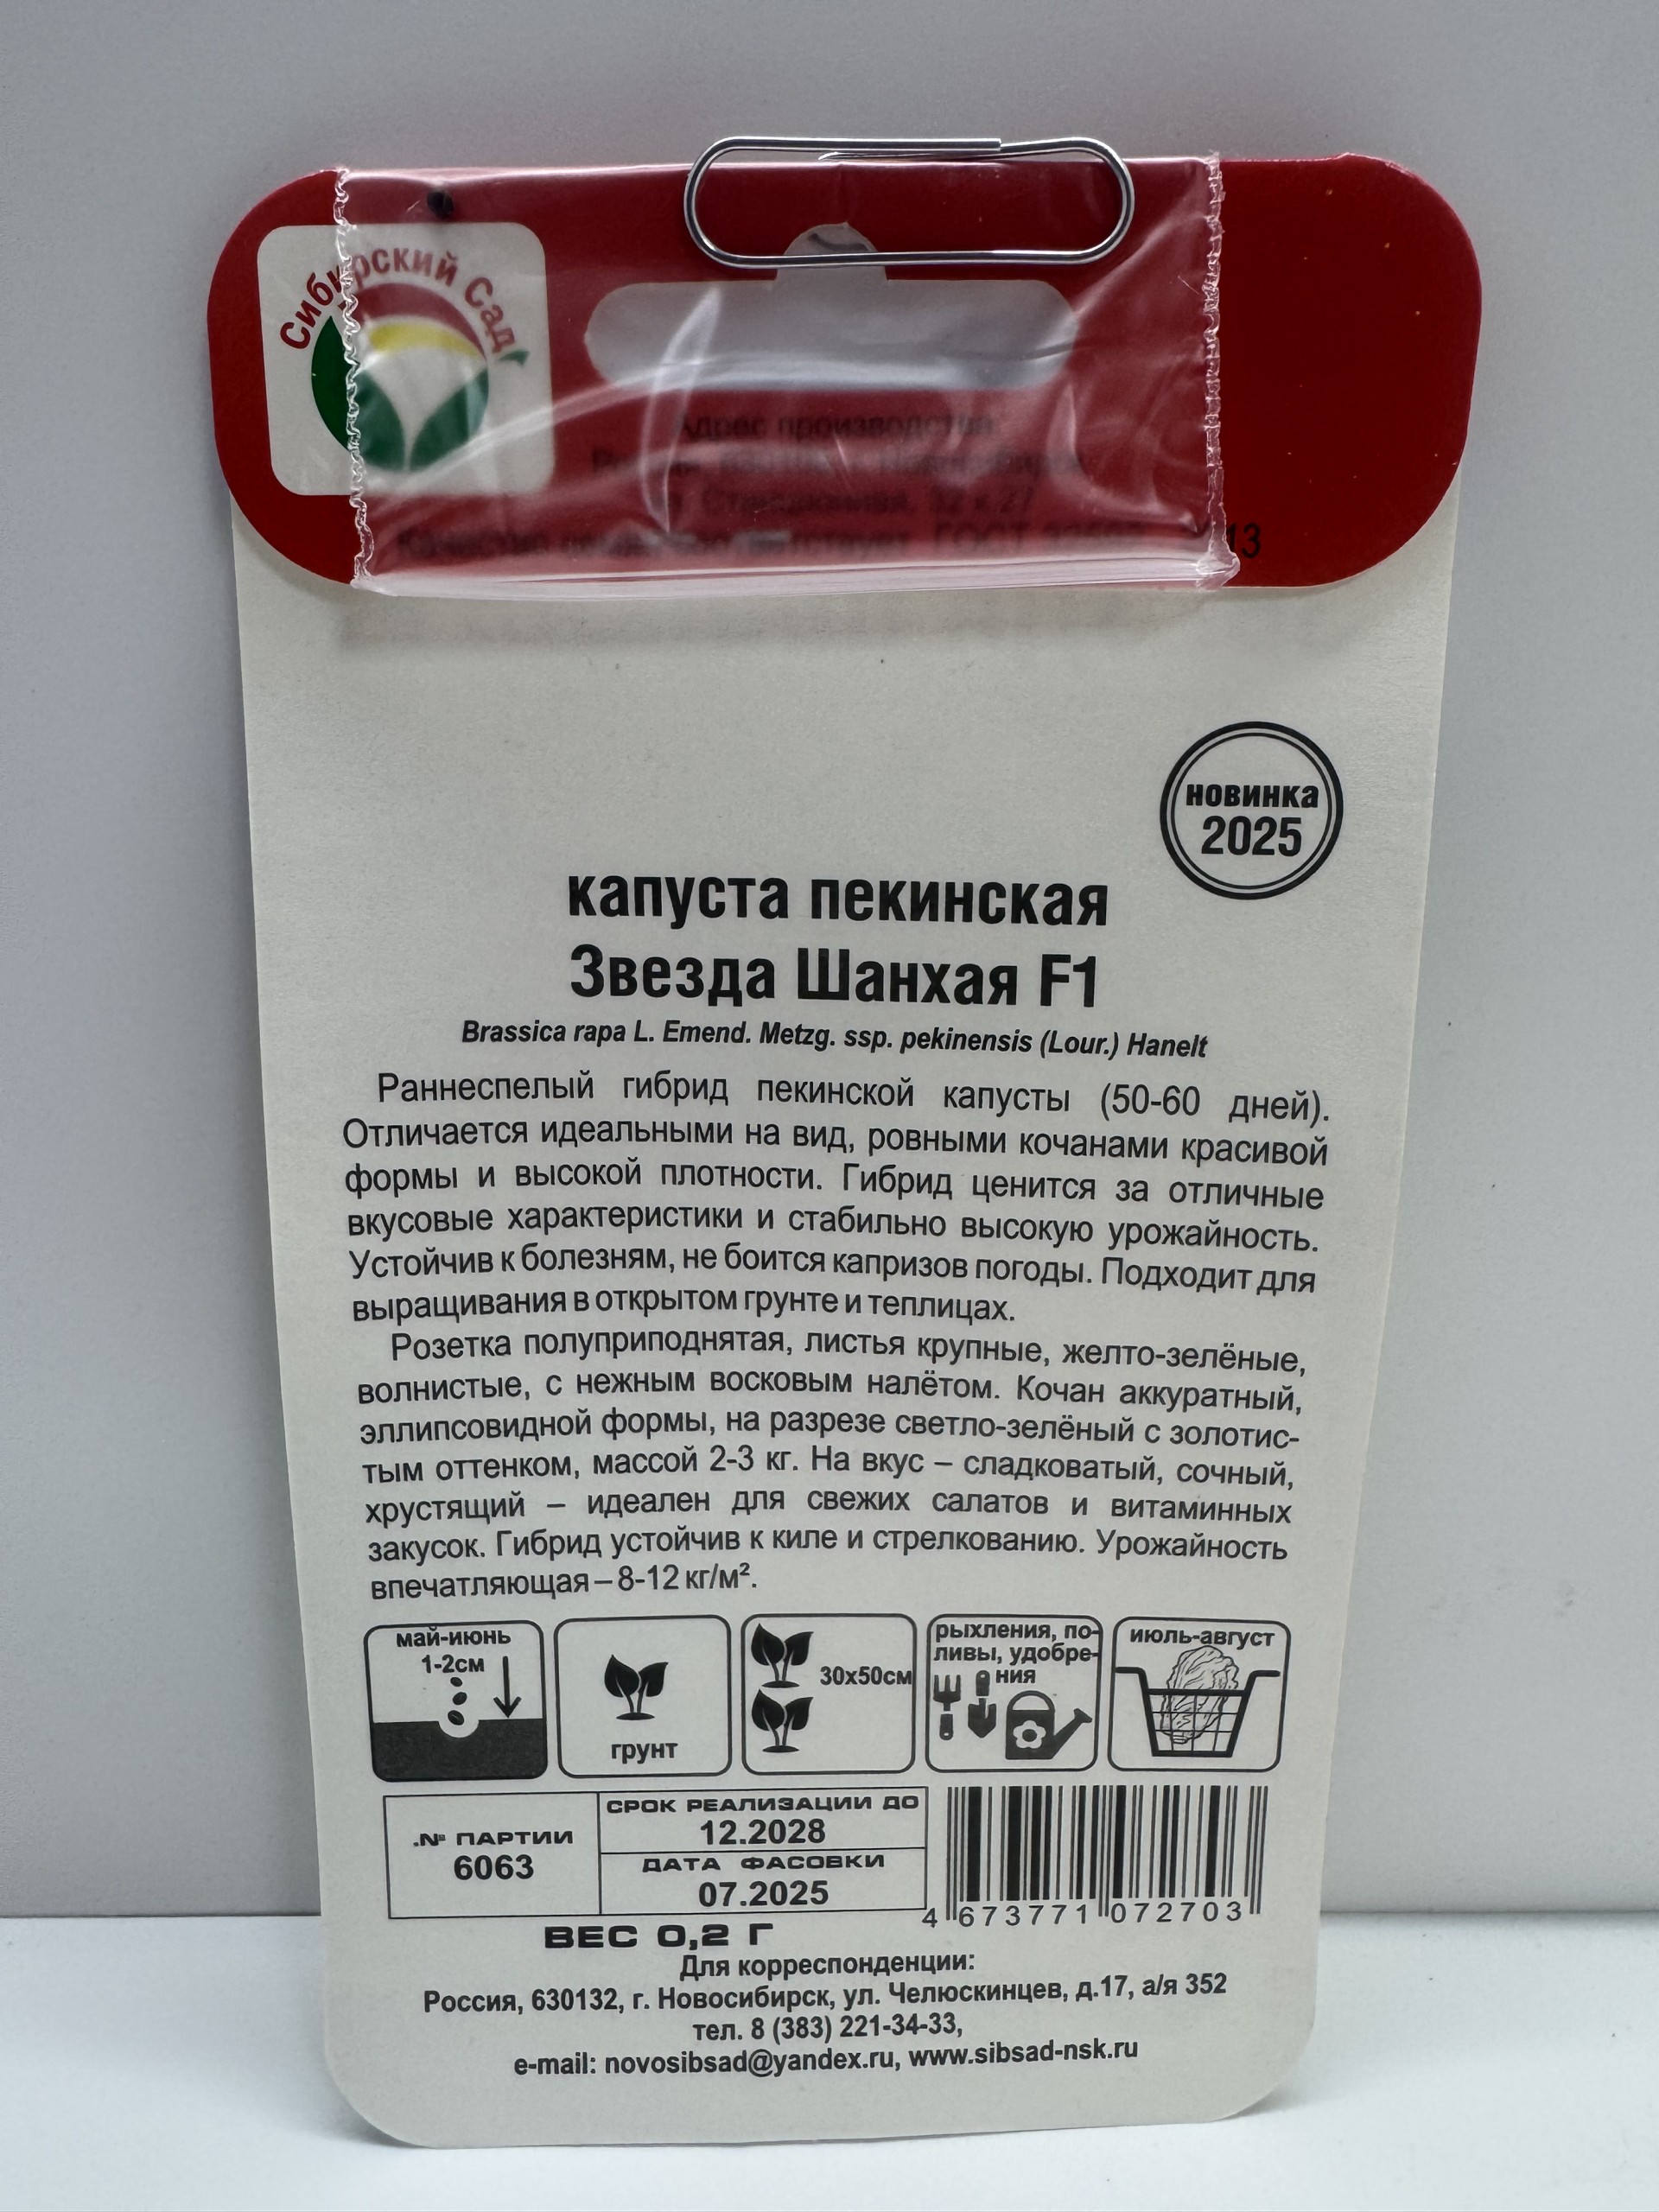 Сибирский Сад
Адрес производства:
32 к 27
ГОСТ
13
новинка
2025
капуста пекинская
Звезда Шанхая F1
Brassica rapa L. Emend. Metzg. ssp. pekinensis (Lour.) Hanelt
Раннеспелый гибрид пекинской капусты (50-60 дней).
Отличается идеальными на вид, ровными кочанами красивой
формы и высокой плотности. Гибрид ценится за отличные
вкусовые характеристики и стабильно высокую урожайность.
Устойчив к болезням, не боится капризов погоды. Подходит для
выращивания в открытом грунте и теплицах.
Розетка полуприподнятая, листья крупные, желто-зелёные,
волнистые, с нежным восковым налётом. Кочан аккуратный,
эллипсовидной формы, на разрезе светло-зелёный с золотис-
тым оттенком, массой 2-3 кг. На вкус – сладковатый, сочный,
хрустящий – идеален для свежих салатов и витаминных
закусок. Гибрид устойчив к киле и стрелкованию. Урожайность
впечатляющая – 8-12 кг/м².
май-июнь
1-2см
грунт
30х50см
рыхления, по-
ливы, удобре-
ния
июль-август
.№ ПАРТИИ
6063
СРОК РЕАЛИЗАЦИИ ДО
12.2028
ДАТА ФАСОВКИ
07.2025
4 673771 072703
ВЕС 0,2 Г
Для корреспонденции:
Россия, 630132, г. Новосибирск, ул. Челюскинцев, д.17, а/я 352
тел. 8 (383) 221-34-33,
e-mail: novosibsad@yandex.ru, www.sibsad-nsk.ru